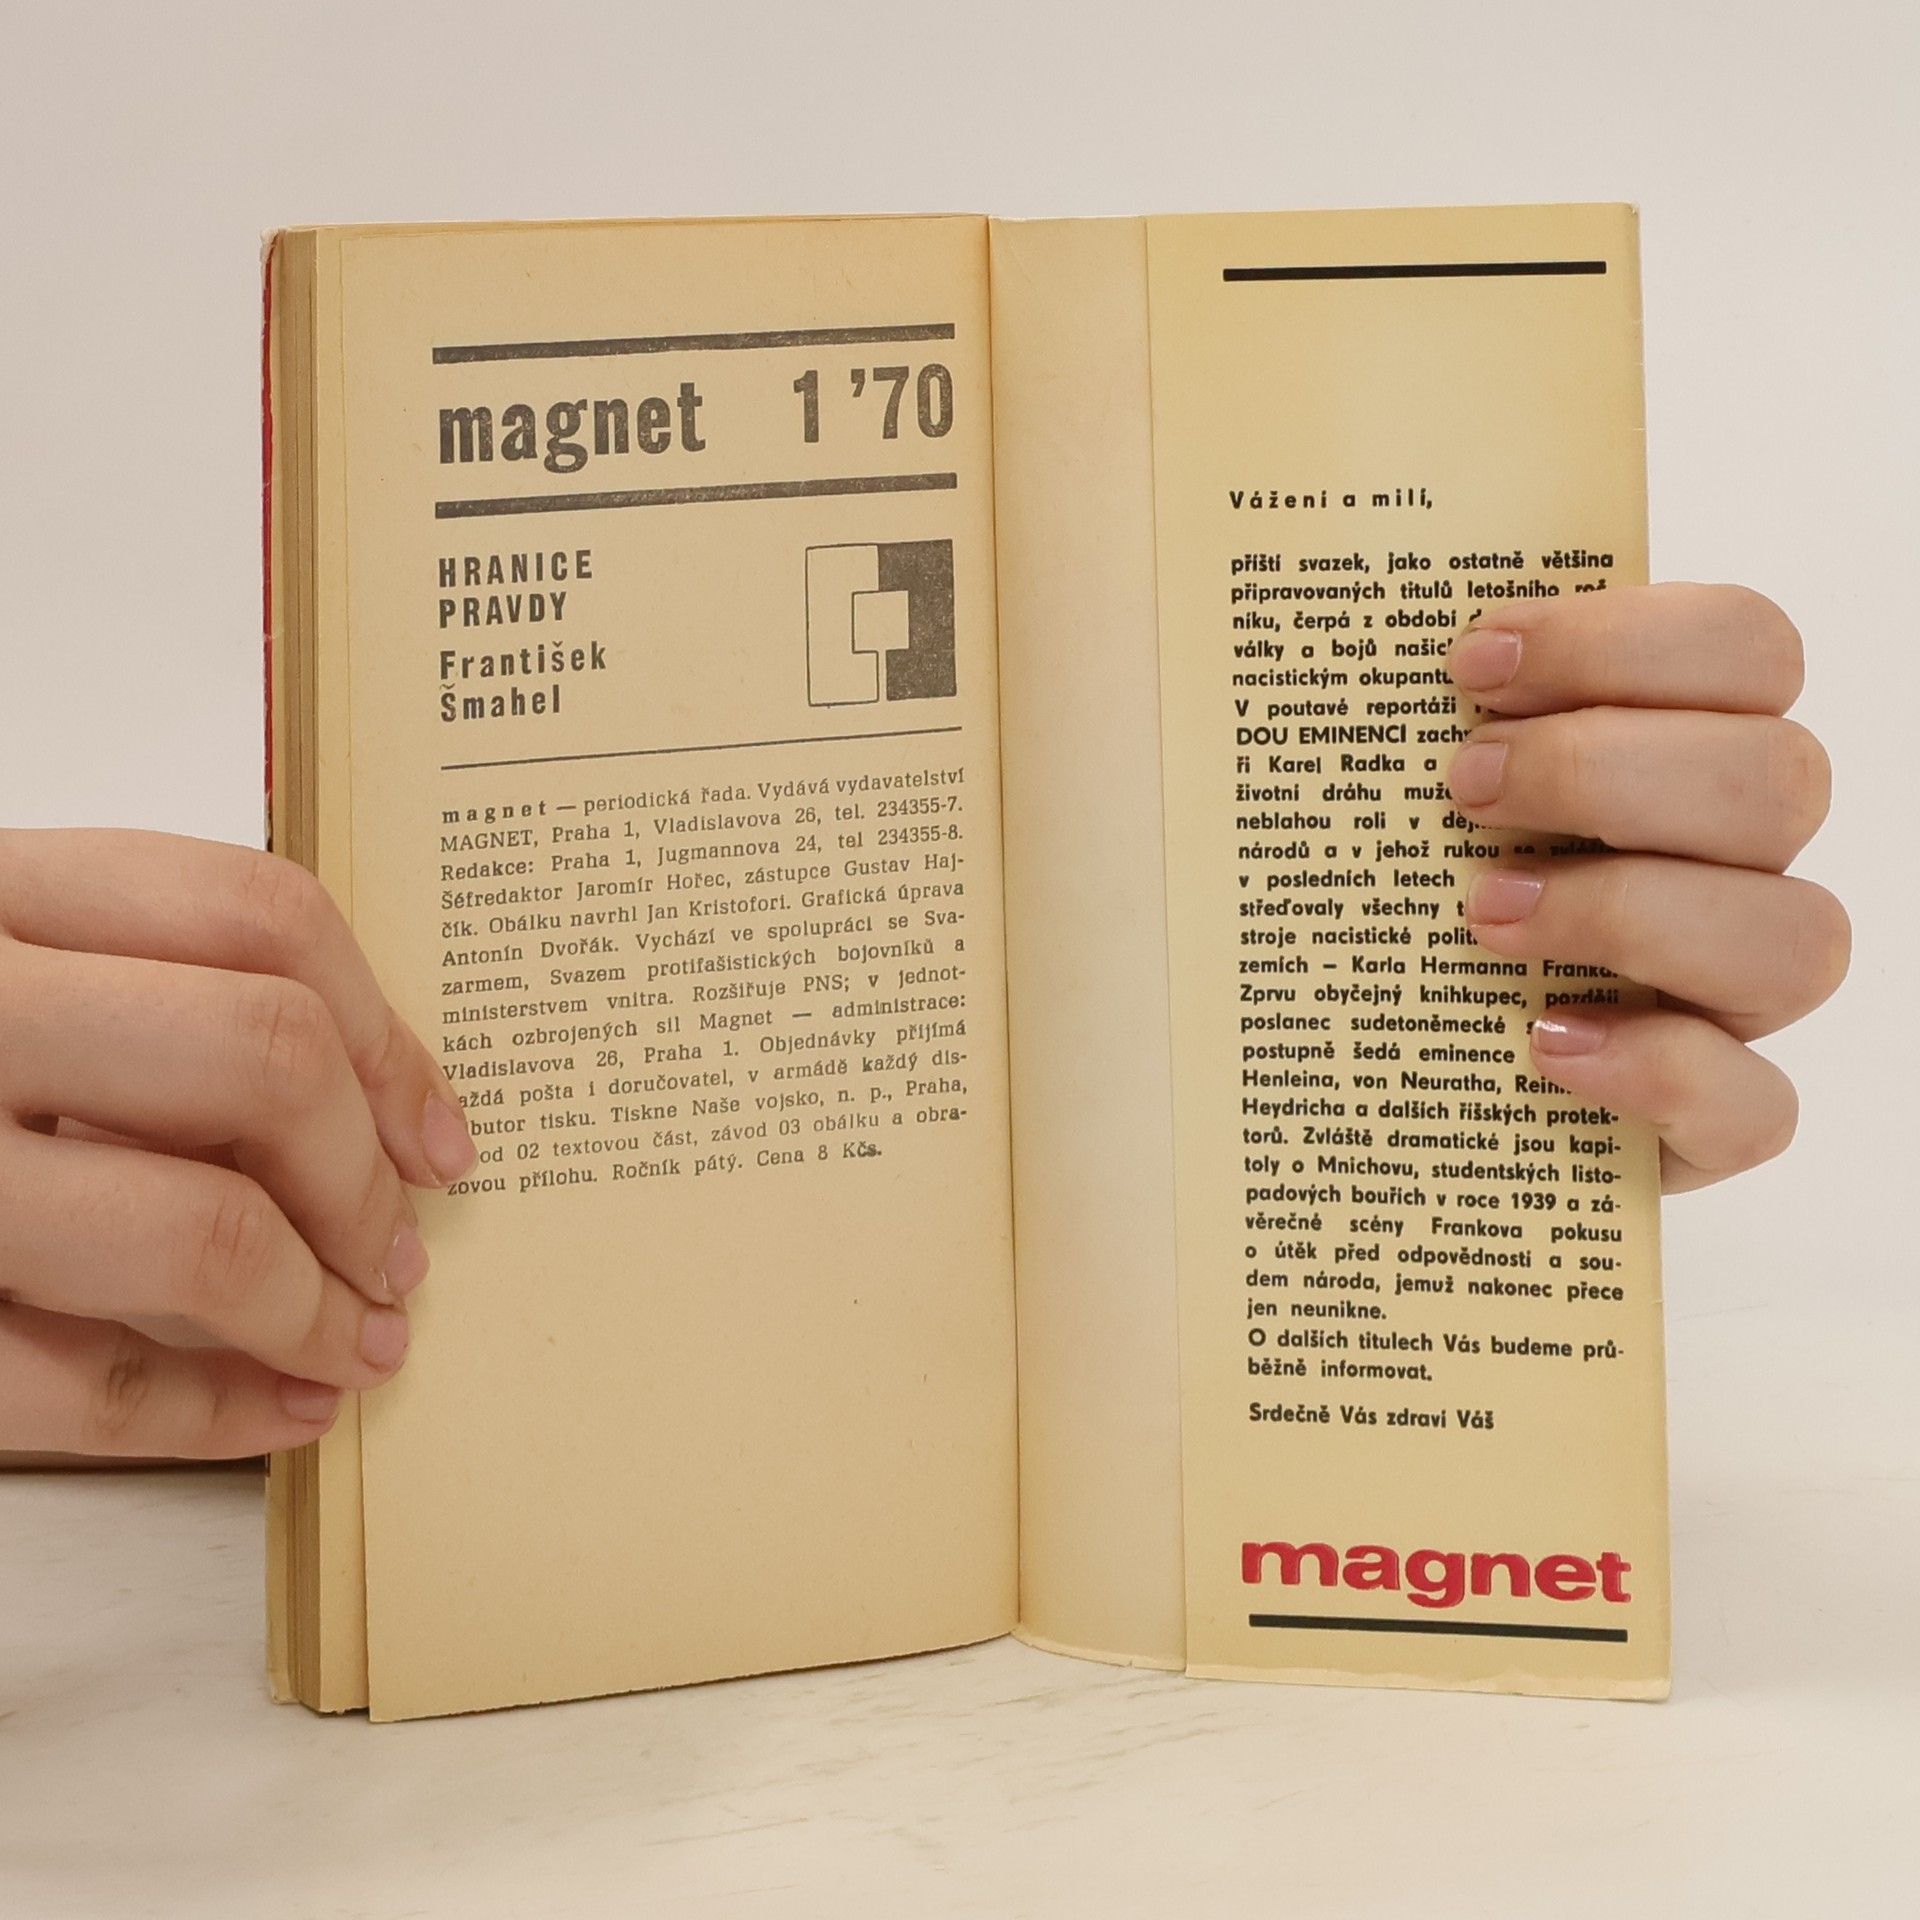 magnet 1 ’70
HRANICE
PRAVDY
František
Šmahel
magnet — periodická řada. Vydává vydavatelství
MAGNET, Praha 1, Vladislavova 26, tel. 234355-7.
Redakce: Praha 1, Jugmannova 24, tel 234355-8.
Šéfredaktor Jaromír Hořec, zástupce Gustav Haj-
čík. Obálku navrhl Jan Kristofori. Grafická úprava
Antonín Dvořák. Vychází ve spolupráci se Sva-
zarmem, Svazem protifašistických bojovníků a
ministerstvem vnitra. Rozšiřuje PNS; v jednot-
kách ozbrojených sil Magnet — administrace:
Vladislavova 26, Praha 1. Objednávky přijímá
pošta i doručovatel, v armádě každý dis-
tisku. Tiskne Naše vojsko, n. p., Praha,
02 textovou část, závod 03 obálku a obra-
zovou přílohu. Ročník pátý. Cena 8 Kčs.
Vážení a milí,
příští svazek, jako ostatně většina
připravovaných titulů letošního
níku, čerpá z období
války a bojů
nacistickým
V poutavé reportáži
DOU EMINENCÍ
ři Karel Radka a
životní dráhu
neblahou roli v
národů a v jehož rukou
v posledních letech
střeďovaly všechny
stroje nacistické
zemích – Karla Hermanna Franka.
Zprvu obyčejný knihkupec, později
poslanec sudetoněmecké
postupně šedá eminence
Henleina, von Neuratha,
Heydricha a dalších říšských protek-
torů. Zvláště dramatické jsou kapi-
toly o Mnichovu, studentských listo-
padových bouřích v roce 1939 a zá-
věrečné scény Frankova pokusu
o útěk před odpovědností a sou-
dem národa, jemuž nakonec přece
jen neunikne.
O dalších titulech Vás budeme prů-
běžně informovat.
Srdečně Vás zdraví Váš
magnet